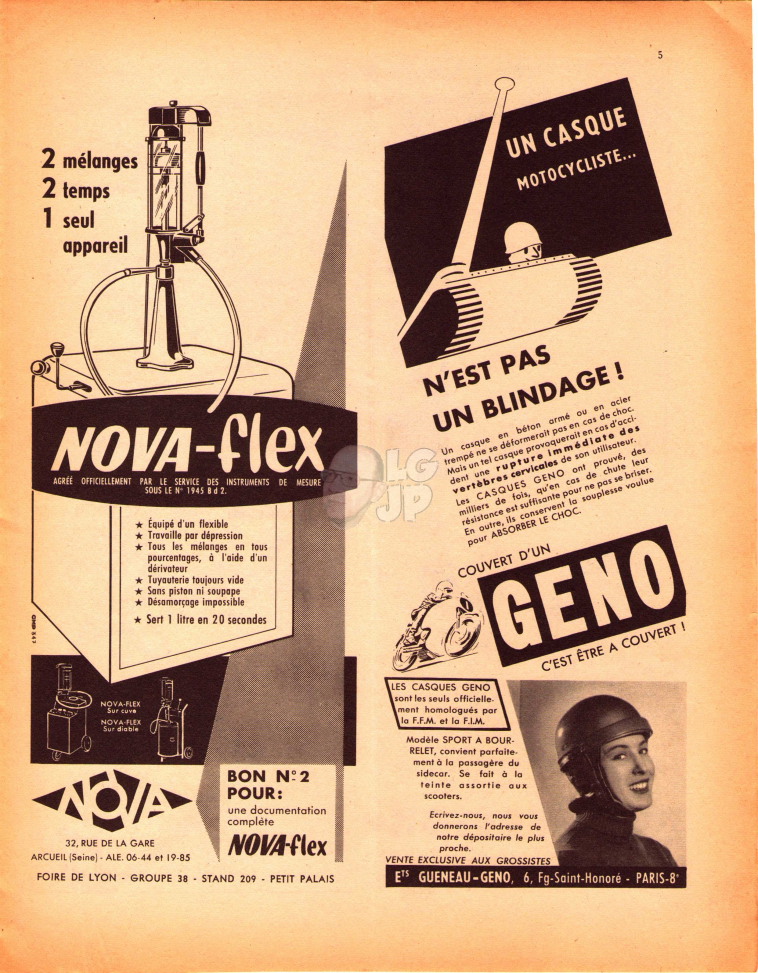 5
2 mélanges
2 temps
1 seul
appareil
NOVA-flex
AGRÉE OFFICIELLEMENT PAR LE SERVICE DES INSTRUMENTS DE MESURE
SOUS LE N° 1945 B d 2.
★ Équipé d'un flexible
★ Travaille par dépression
★ Tous les mélanges en tous
pourcentages, à l'aide d'un
dérivateur
★ Tuyauterie toujours vide
★ Sans piston ni soupape
★ Désamorçage impossible
★ Sert 1 litre en 20 secondes
NOVA-FLEX
Sur cuve
NOVA-FLEX
Sur diable
NOVA
32, RUE DE LA GARE
ARCUEIL (Seine) - ALE. 06-44 et 19-85
BON N° 2
POUR:
une documentation
complète
NOVA-flex
FOIRE DE LYON - GROUPE 38 - STAND 209 - PETIT PALAIS
UN CASQUE
MOTOCYCLISTE...
N'EST PAS
UN BLINDAGE !
Un casque en béton armé ou en acier
trempé ne se déformerait pas en cas de choc.
Mais un tel casque provoquerait en cas d'acci-
dent une rupture immédiate des
vertèbres cervicales de son utilisateur.
Les CASQUES GENO ont prouvé, des
milliers de fois, qu'en cas de chute leur
résistance est suffisante pour ne pas se briser.
En outre, ils conservent la souplesse voulue
pour ABSORBER LE CHOC.
COUVERT D'UN
GENO
C'EST ÊTRE A COUVERT !
LES CASQUES GENO
sont les seuls officielle-
ment homologués par
la F.F.M. et la F.I.M.
Modèle SPORT A BOUR-
RELET, convient parfaite-
ment à la passagère du
sidecar. Se fait à la
teinte assortie aux
scooters.
Ecrivez-nous, nous vous
donnerons l'adresse de
notre dépositaire le plus
proche.
VENTE EXCLUSIVE AUX GROSSISTES
ETS GUENEAU-GENO, 6, Fg-Saint-Honoré - PARIS-8e
LG
JP